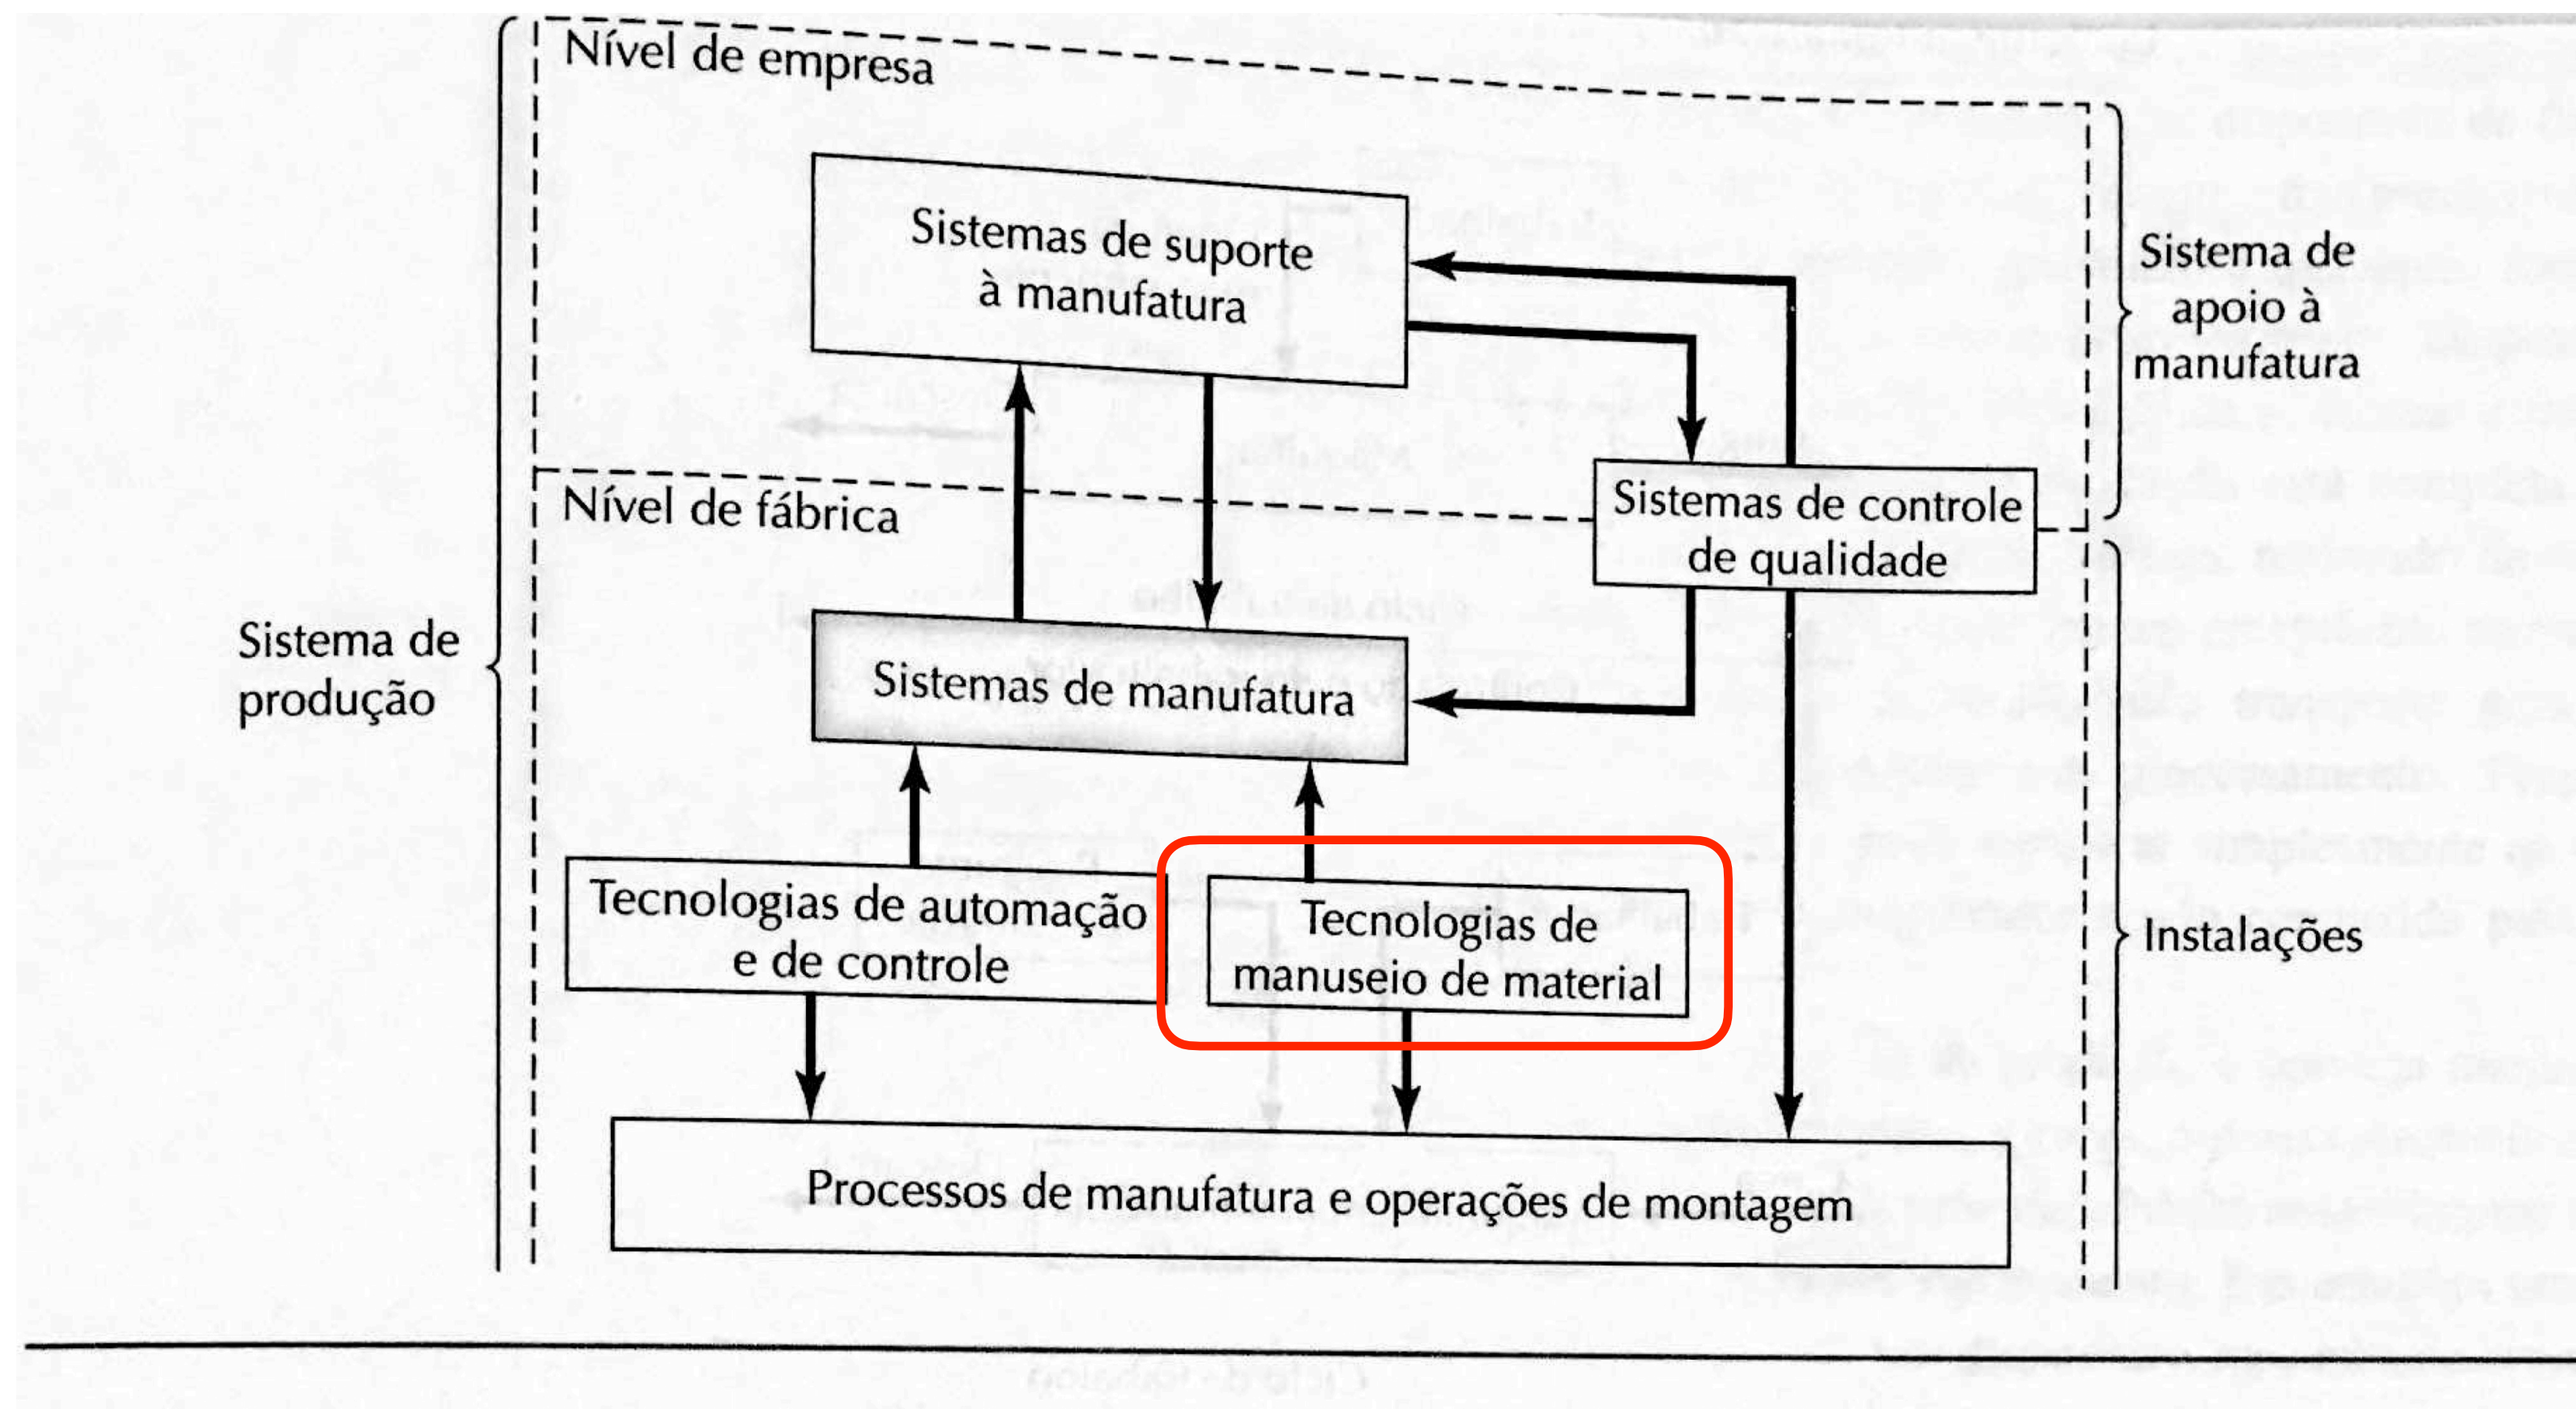 Nível de empresa
Sistemas de suporte
à manufatura
Sistema de
apoio à
manufatura
Nível de fábrica
Sistemas de controle
de qualidade
Sistema de
produção
Sistemas de manufatura
Tecnologias de automação
e de controle
Tecnologias de
manuseio de material
Instalações
Processos de manufatura e operações de montagem